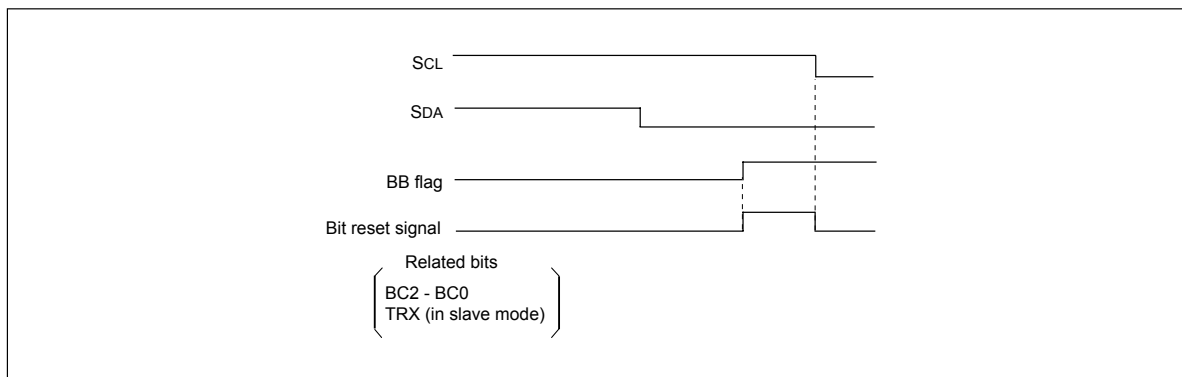 SCL
SDA
BB flag
Bit reset signal
Related bits
BC2 - BC0
TRX (in slave mode)